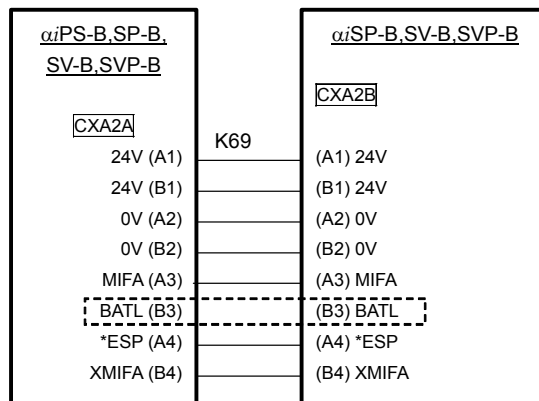 αiPS-B,SP-B,
SV-B,SVP-B
αiSP-B,SV-B,SVP-B
CXA2A
CXA2B
K69
24V (A1) (A1) 24V
24V (B1) (B1) 24V
0V (A2) (A2) 0V
0V (B2) (B2) 0V
MIFA (A3) (A3) MIFA
BATL (B3) (B3) BATL
*ESP (A4) (A4) *ESP
XMIFA (B4) (B4) XMIFA